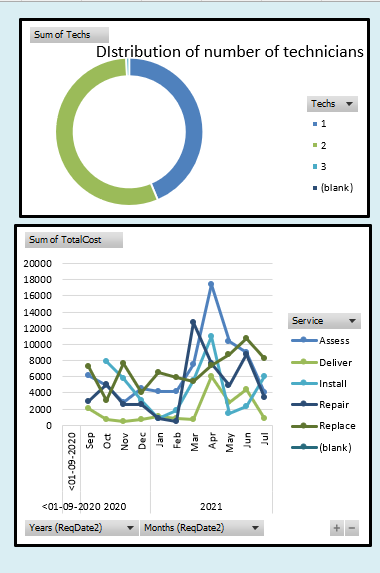 Sum of Techs
DIstribution of number of technicians
Techs
1
2
3
(blank)
Sum of TotalCost
20000
18000
16000
14000
12000
10000
8000
6000
4000
2000
0
Service
Assess
Deliver
Install
Repair
Replace
(blank)
<01-09-2020
Sep
Oct
Nov
Dec
Jan
Feb
Mar
Apr
May
Jun
Jul
<01-09-2020 2020 2021
Years (ReqDate2) Months (ReqDate2) + -